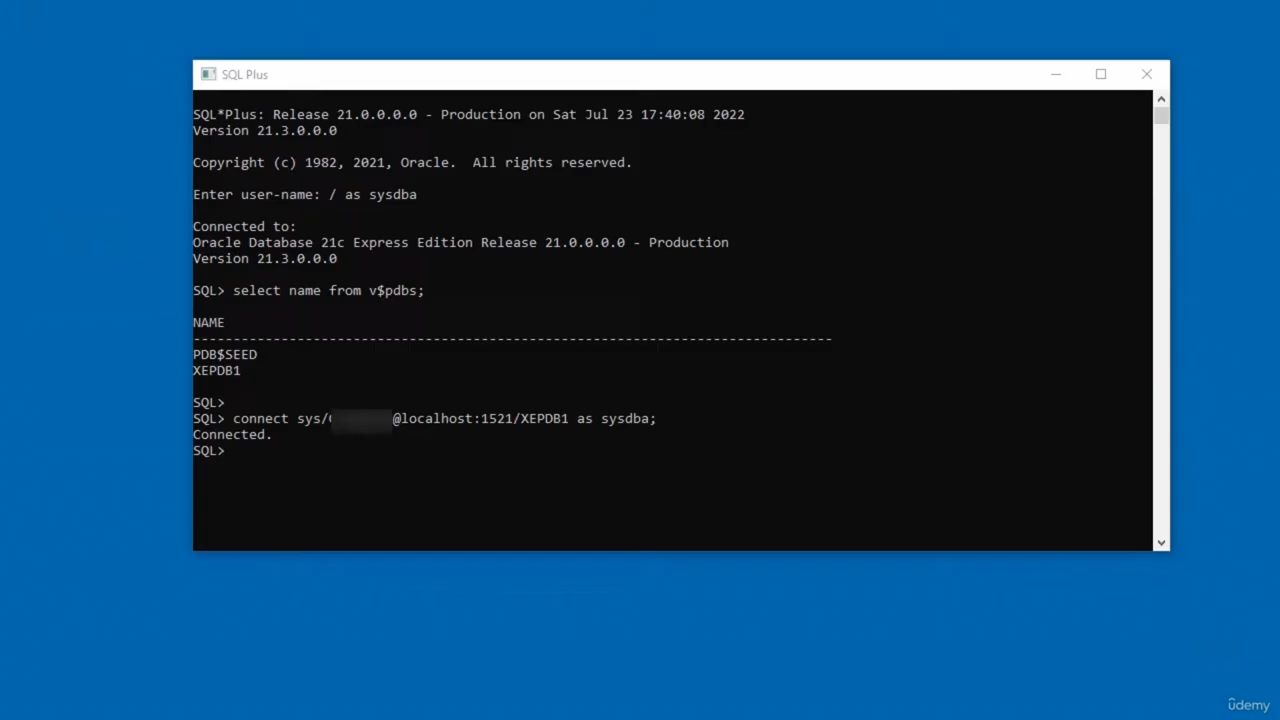 SQL Plus
SQL*Plus: Release 21.0.0.0.0 - Production on Sat Jul 23 17:40:08 2022
Version 21.3.0.0.0
Copyright (c) 1982, 2021, Oracle.  All rights reserved.
Enter user-name: / as sysdba
Connected to:
Oracle Database 21c Express Edition Release 21.0.0.0.0 - Production
Version 21.3.0.0.0
SQL> select name from v$pdbs;
NAME
--------------------------------------------------------------------------------
PDB$SEED
XEPDB1
SQL>
SQL> connect sys/ @localhost:1521/XEPDB1 as sysdba;
Connected.
SQL>
ûdemy